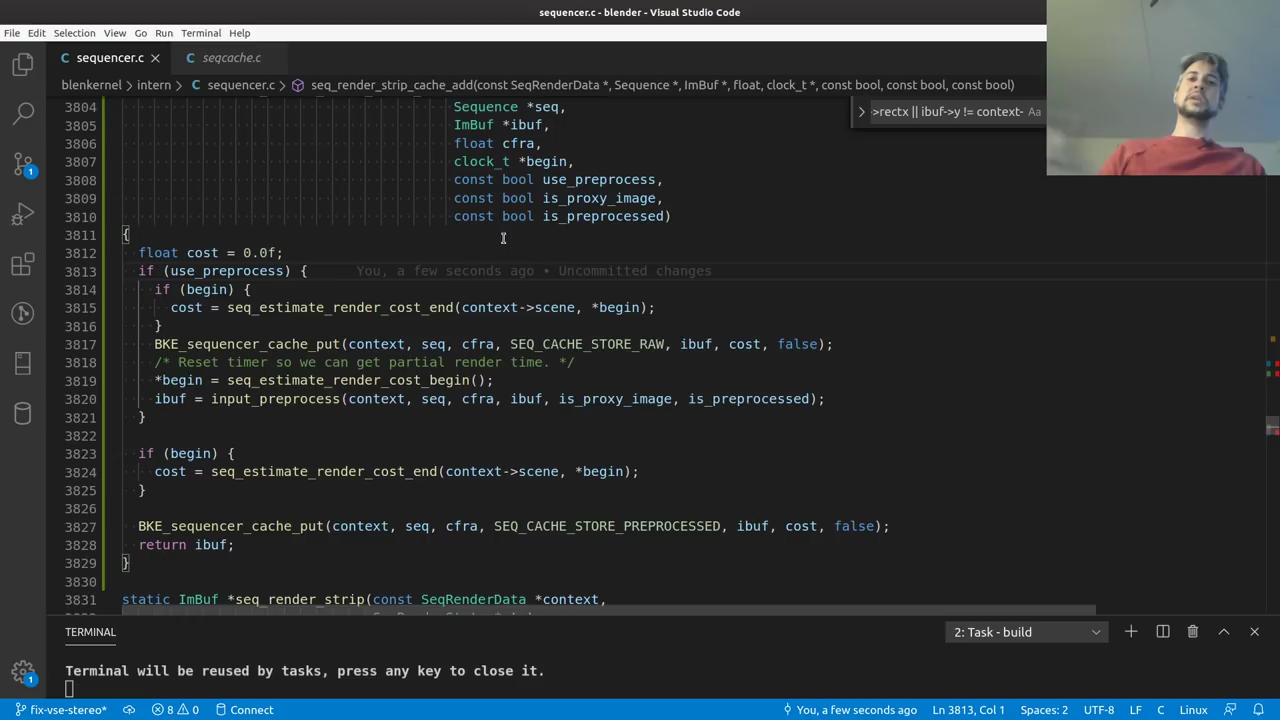 sequencer.c - blender - Visual Studio Code
File Edit Selection View Go Run Terminal Help
C sequencer.c × C seqcache.c
blenkernel › intern › C sequencer.c › seq_render_strip_cache_add(const SeqRenderData *, Sequence *, ImBuf *, float, clock_t *, const bool, const bool, const bool)
›rectx || ibuf->y != context- Aa
3804 Sequence *seq,
3805 ImBuf *ibuf,
3806 float cfra,
3807 clock_t *begin,
3808 const bool use_preprocess,
3809 const bool is_proxy_image,
3810 const bool is_preprocessed)
3811 {
3812 float cost = 0.0f;
3813 if (use_preprocess) { You, a few seconds ago • Uncommitted changes
3814 if (begin) {
3815 cost = seq_estimate_render_cost_end(context->scene, *begin);
3816 }
3817 BKE_sequencer_cache_put(context, seq, cfra, SEQ_CACHE_STORE_RAW, ibuf, cost, false);
3818 /* Reset timer so we can get partial render time. */
3819 *begin = seq_estimate_render_cost_begin();
3820 ibuf = input_preprocess(context, seq, cfra, ibuf, is_proxy_image, is_preprocessed);
3821 }
3822
3823 if (begin) {
3824 cost = seq_estimate_render_cost_end(context->scene, *begin);
3825 }
3826
3827 BKE_sequencer_cache_put(context, seq, cfra, SEQ_CACHE_STORE_PREPROCESSED, ibuf, cost, false);
3828 return ibuf;
3829 }
3830
3831 static ImBuf *seq_render_strip(const SeqRenderData *context,
TERMINAL 2: Task - build
Terminal will be reused by tasks, press any key to close it.
1
1
fix-vse-stereo* 8 0 Connect You, a few seconds ago Ln 3813, Col 1 Spaces: 2 UTF-8 LF C Linux